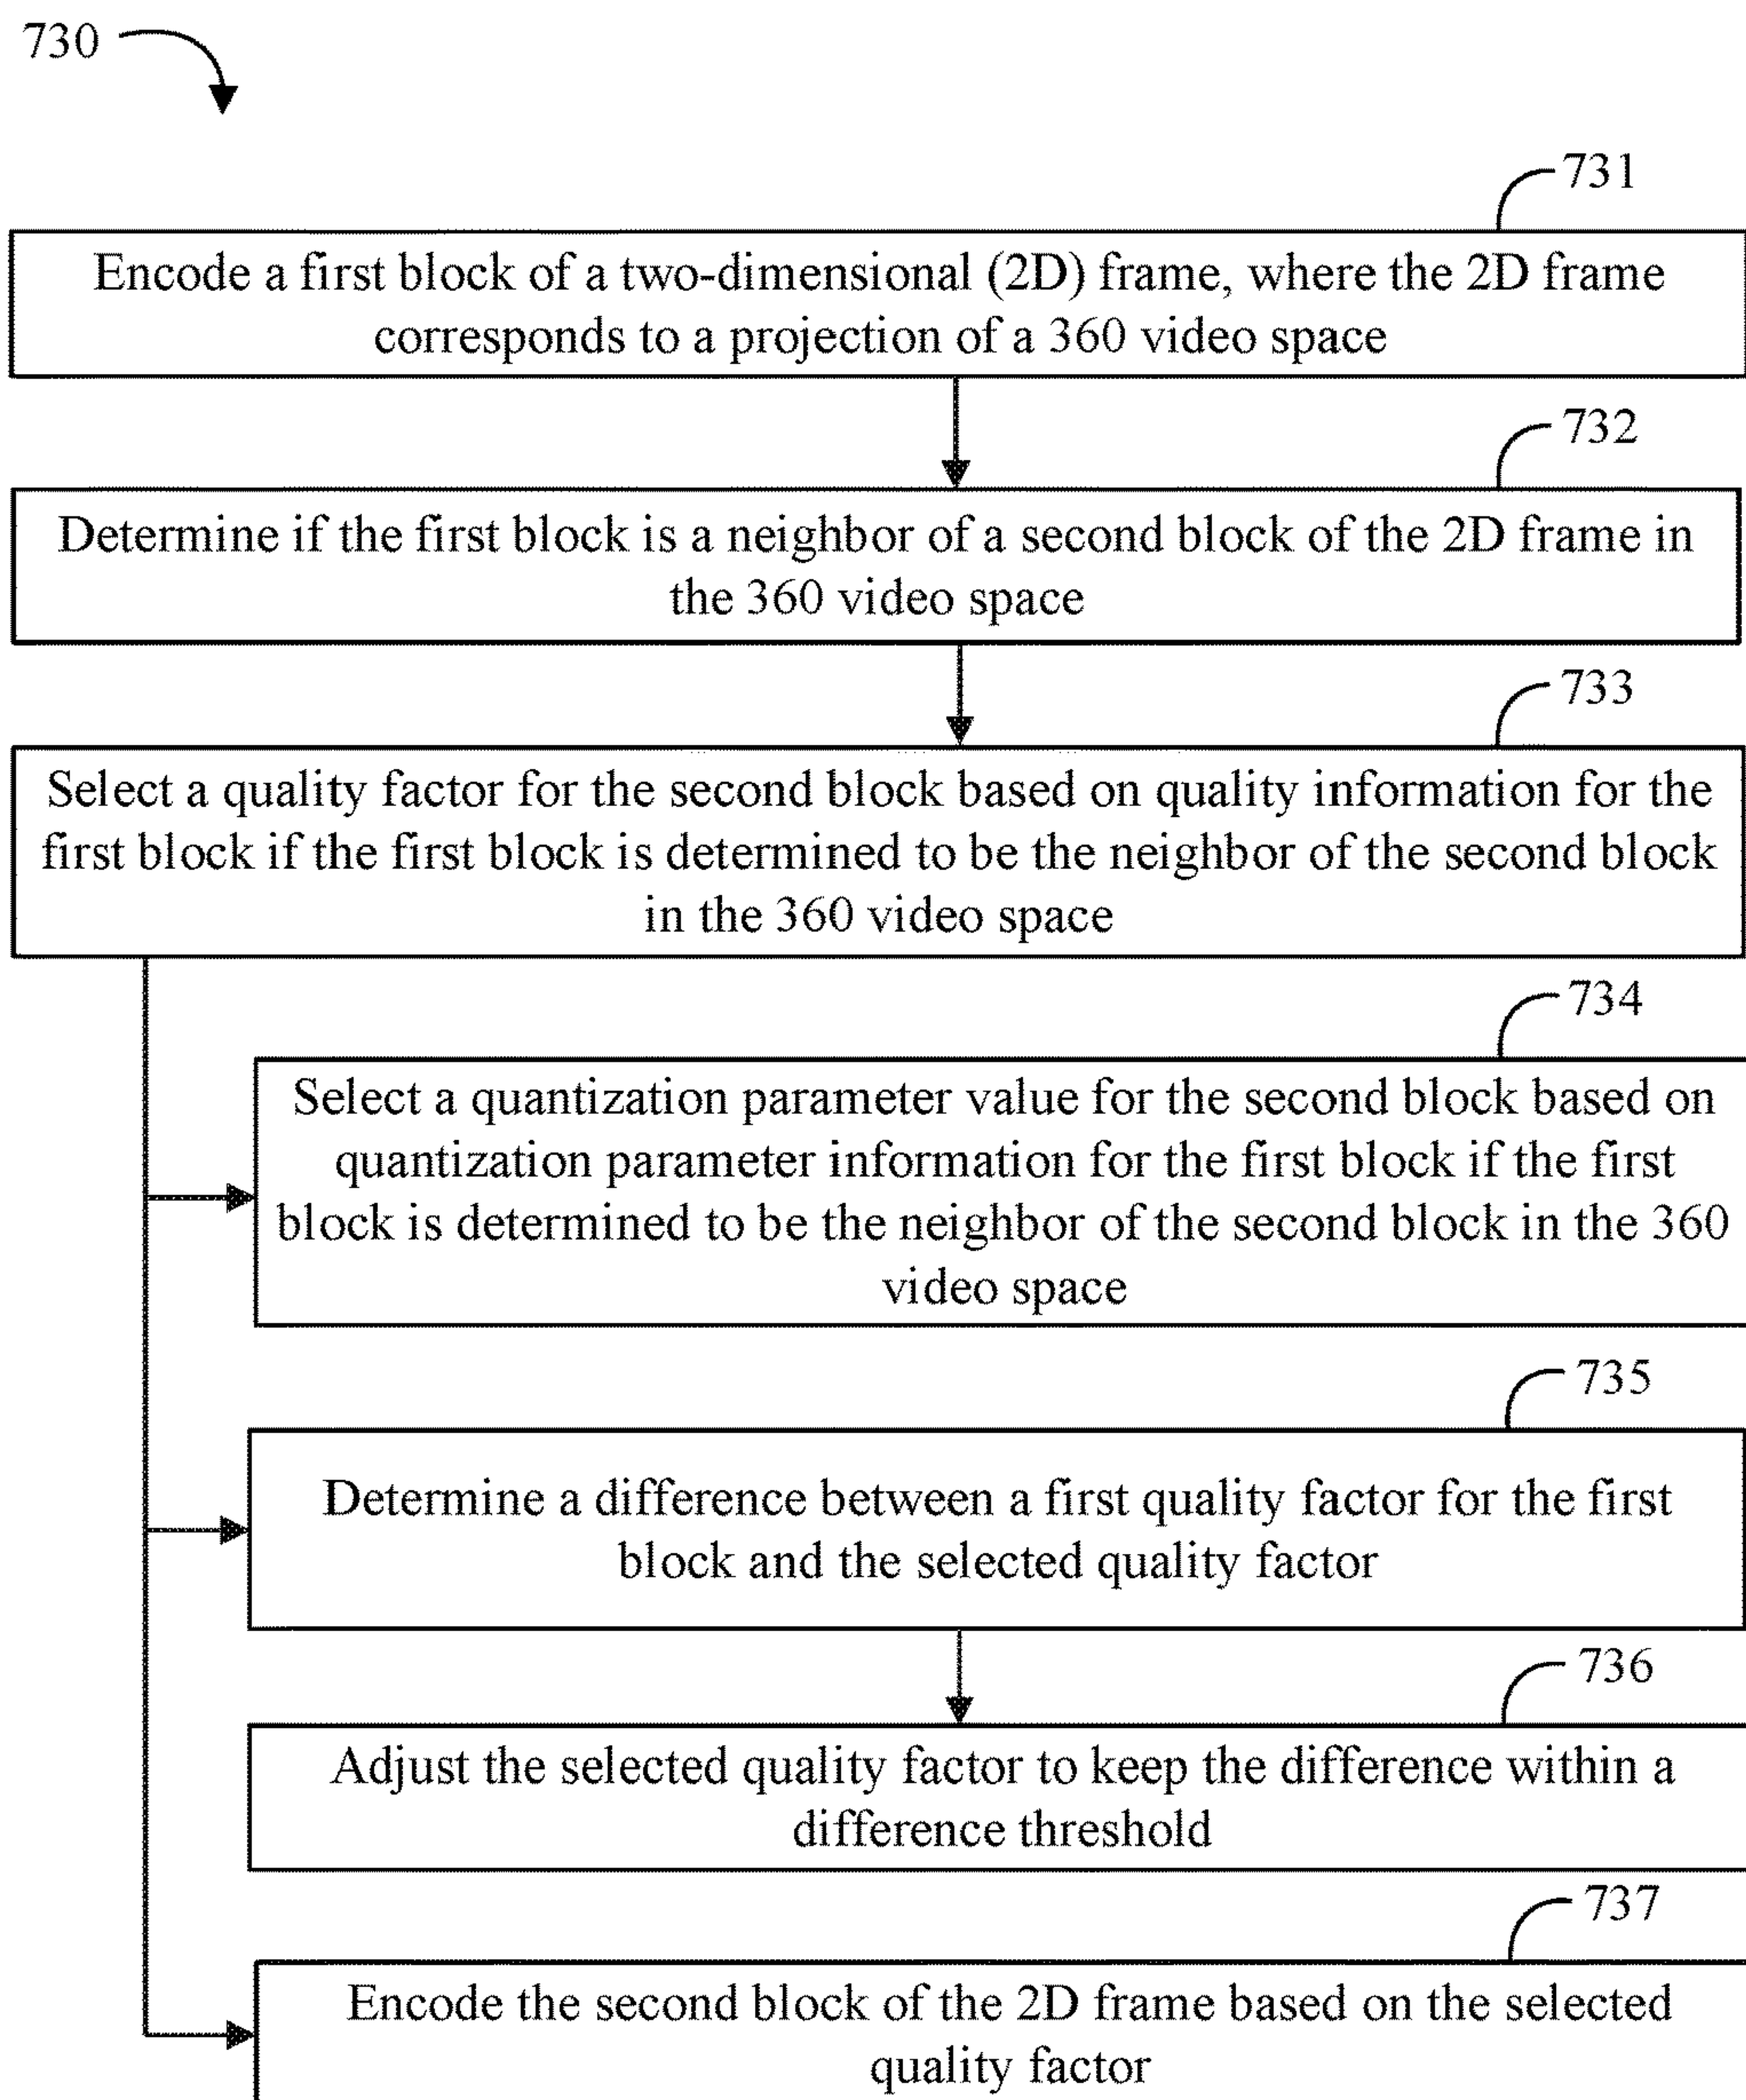 730
731
Encode a first block of a two-dimensional (2D) frame, where the 2D frame
corresponds to a projection of a 360 video space
732
Determine if the first block is a neighbor of a second block of the 2D frame in
the 360 video space
733
Select a quality factor for the second block based on quality information for the
first block if the first block is determined to be the neighbor of the second block
in the 360 video space
734
Select a quantization parameter value for the second block based on
quantization parameter information for the first block if the first
block is determined to be the neighbor of the second block in the 360
video space
735
Determine a difference between a first quality factor for the first
block and the selected quality factor
736
Adjust the selected quality factor to keep the difference within a
difference threshold
737
Encode the second block of the 2D frame based on the selected
quality factor